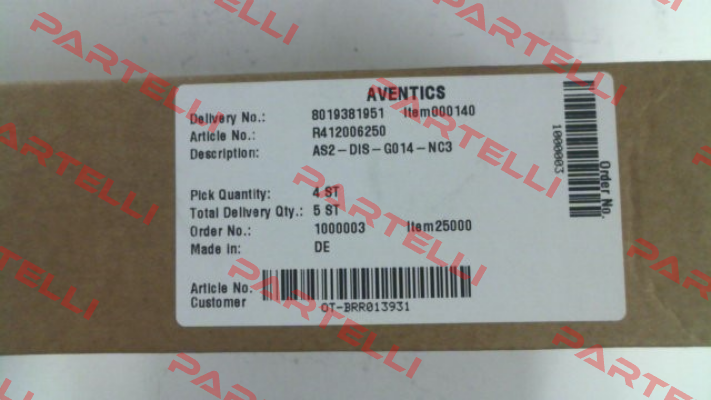 AVENTICS
Delivery No.: 8019381951 Item000140
Article No.: R412006250
Description: AS2-DIS-G014-NC3
Pick Quantity: 4 ST
Total Delivery Qty.: 5 ST
Order No.: 1000003 Item25000
Made in: DE
Article No.
Customer
OT-BRR013931
Order No.
1000003
PARTELLI
PARTELLI
PARTELLI
PARTELLI
PARTELLI
PARTELLI
PARTELLI
PARTELLI
PARTELLI